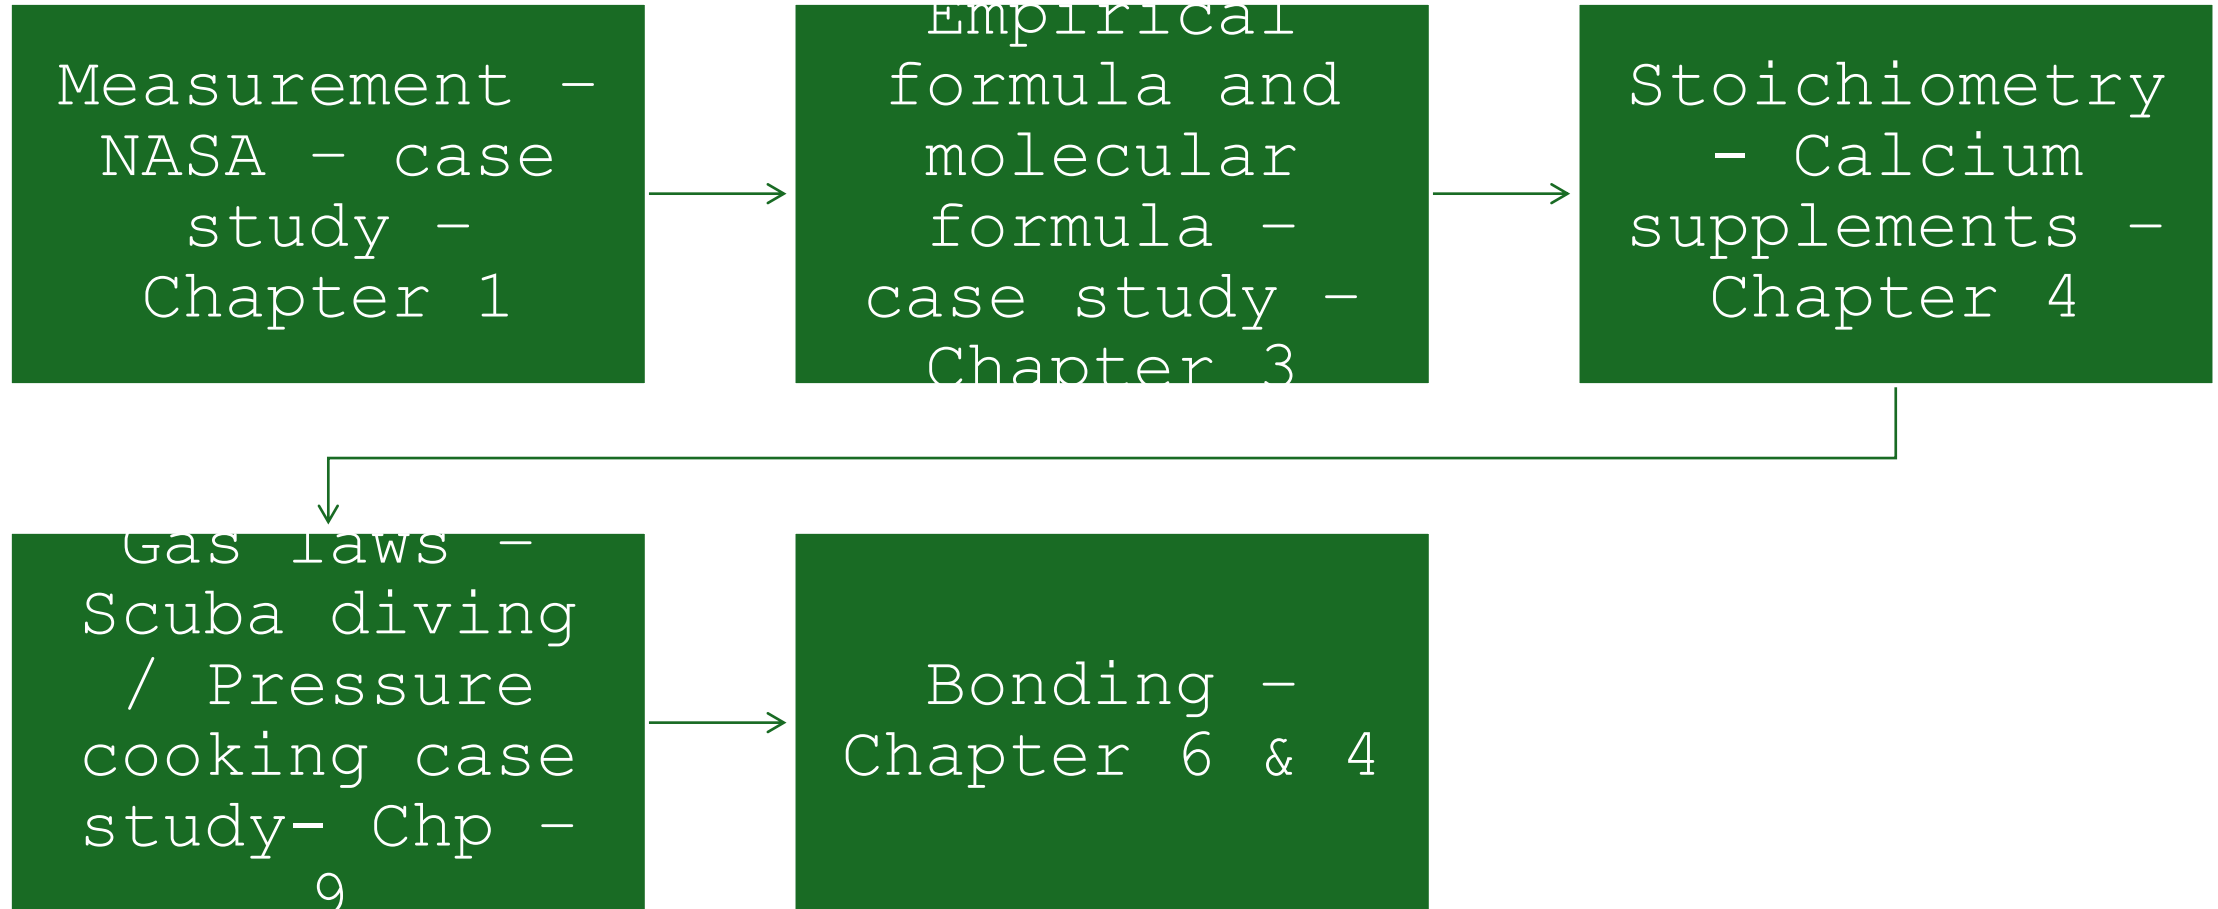 Measurement –
NASA – case
study –
Chapter 1
Empirical
formula and
molecular
formula –
case study –
Chapter 3
Stoichiometry
- Calcium
supplements –
Chapter 4
Gas laws –
Scuba diving
/ Pressure
cooking case
study- Chp –
9
Bonding –
Chapter 6 & 4